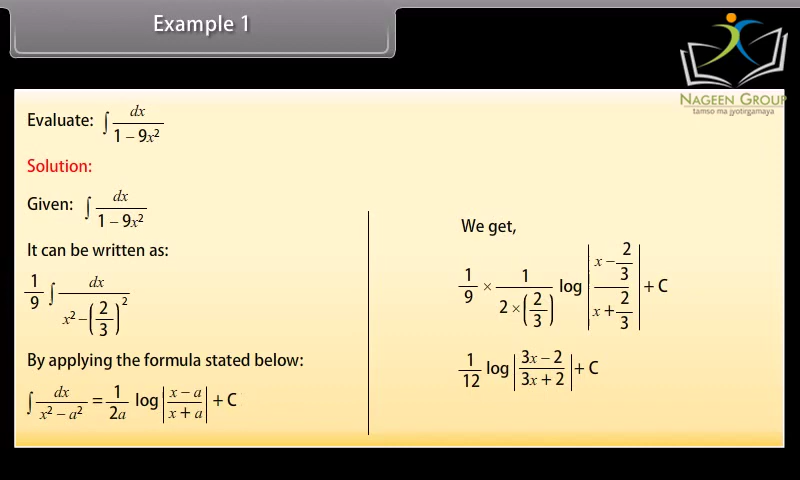 Example 1
NAGEEN GROUP
tamso ma jyotirgamaya
Evaluate: ∫ dx / (1 − 9x²)
Solution:
Given: ∫ dx / (1 − 9x²)
It can be written as:
1/9 ∫ dx / (x² − (2/3)²)
By applying the formula stated below:
∫ dx / (x² − a²) = 1/2a log |(x − a)/(x + a)| + C
We get,
1/9 × 1/(2 × (2/3)) log |(x − 2/3)/(x + 2/3)| + C
1/12 log |(3x − 2)/(3x + 2)| + C